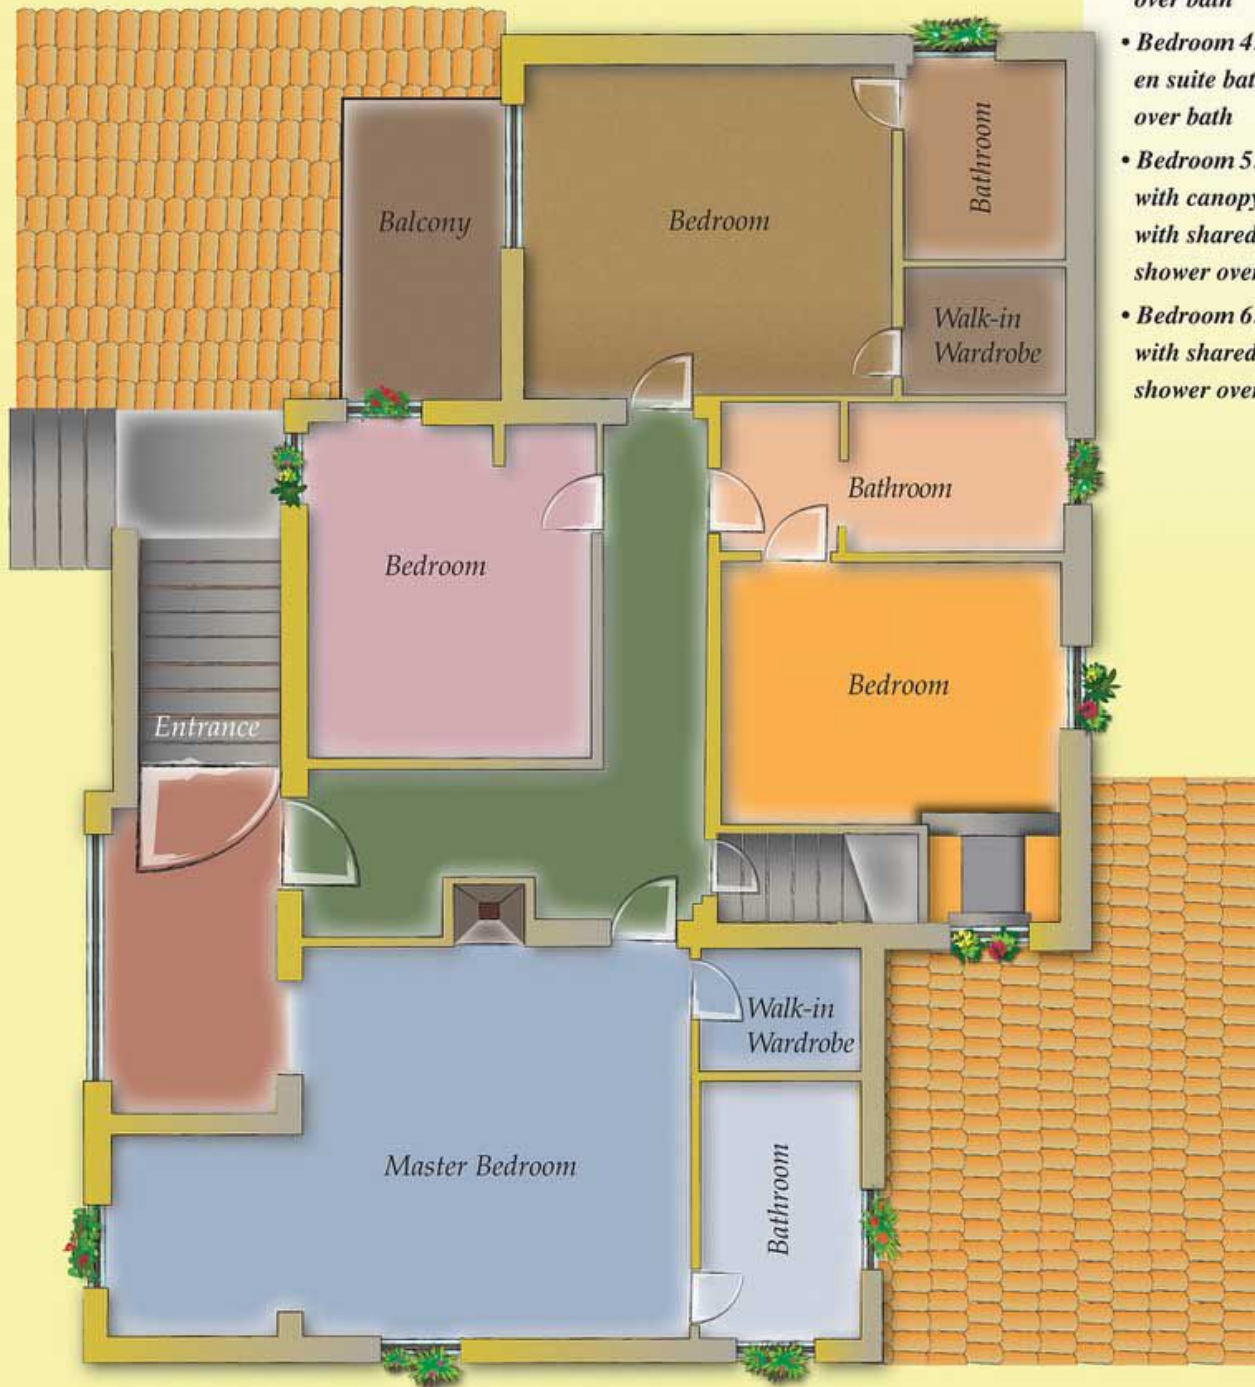 over bath
• Bedroom 4
en suite
over bath
• Bedroom 5
with canopy
with shared
shower over
• Bedroom 6
with shared
shower over
Balcony
Bedroom
Bathroom
Walk-in
Wardrobe
Bedroom
Bathroom
Bedroom
Entrance
Walk-in
Wardrobe
Master Bedroom
Bathroom